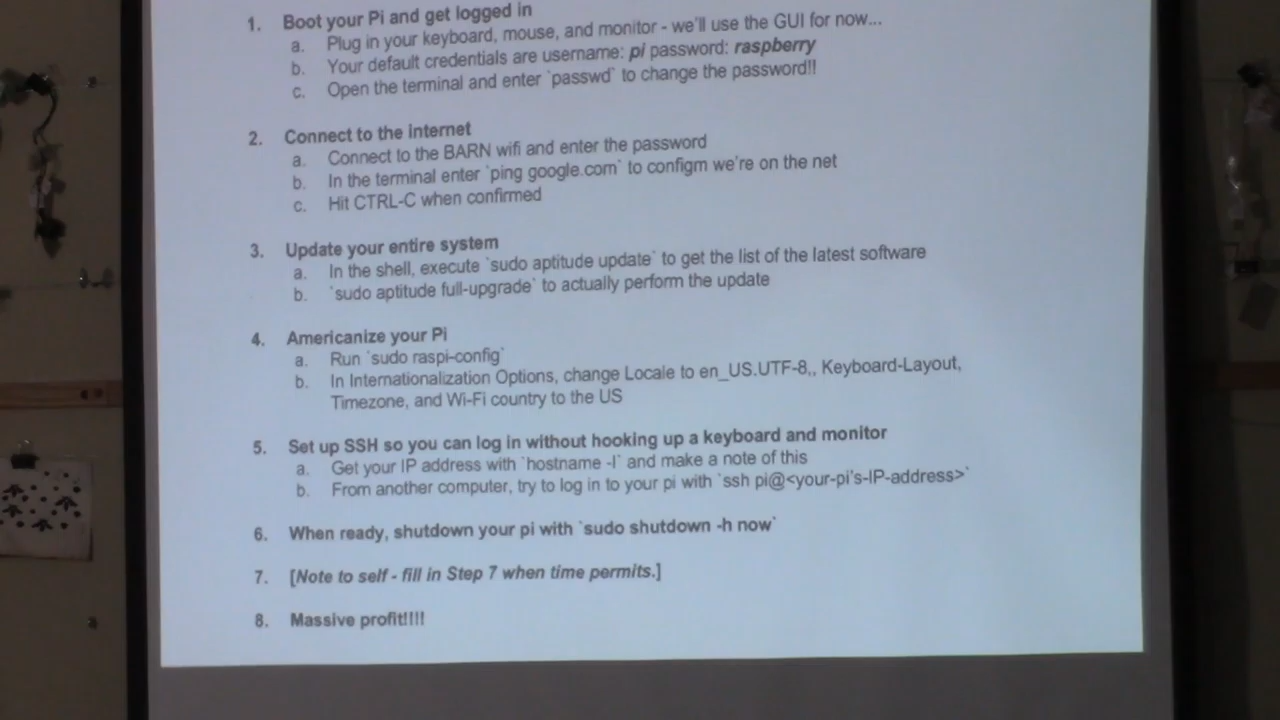 1. Boot your Pi and get logged in
a. Plug in your keyboard, mouse, and monitor - we'll use the GUI for now...
b. Your default credentials are username: pi password: raspberry
c. Open the terminal and enter `passwd` to change the password!!
2. Connect to the internet
a. Connect to the BARN wifi and enter the password
b. In the terminal enter `ping google.com` to configm we're on the net
c. Hit CTRL-C when confirmed
3. Update your entire system
a. In the shell, execute `sudo aptitude update` to get the list of the latest software
b. `sudo aptitude full-upgrade` to actually perform the update
4. Americanize your Pi
a. Run `sudo raspi-config`
b. In Internationalization Options, change Locale to en_US.UTF-8,, Keyboard-Layout,
Timezone, and Wi-Fi country to the US
5. Set up SSH so you can log in without hooking up a keyboard and monitor
a. Get your IP address with `hostname -I` and make a note of this
b. From another computer, try to log in to your pi with `ssh pi@<your-pi's-IP-address>`
6. When ready, shutdown your pi with `sudo shutdown -h now`
7. [Note to self - fill in Step 7 when time permits.]
8. Massive profit!!!!